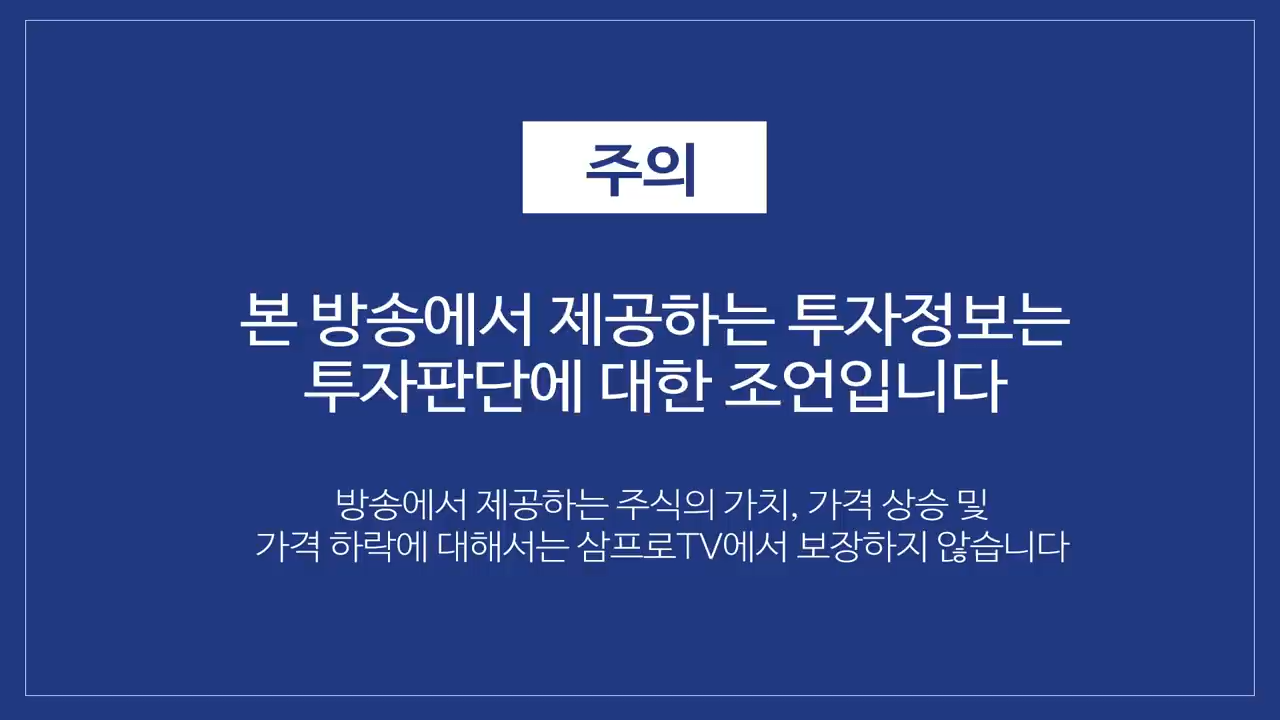 주의
본 방송에서 제공하는 투자정보는
투자판단에 대한 조언입니다
방송에서 제공하는 주식의 가치, 가격 상승 및
가격 하락에 대해서는 삼프로TV에서 보장하지 않습니다